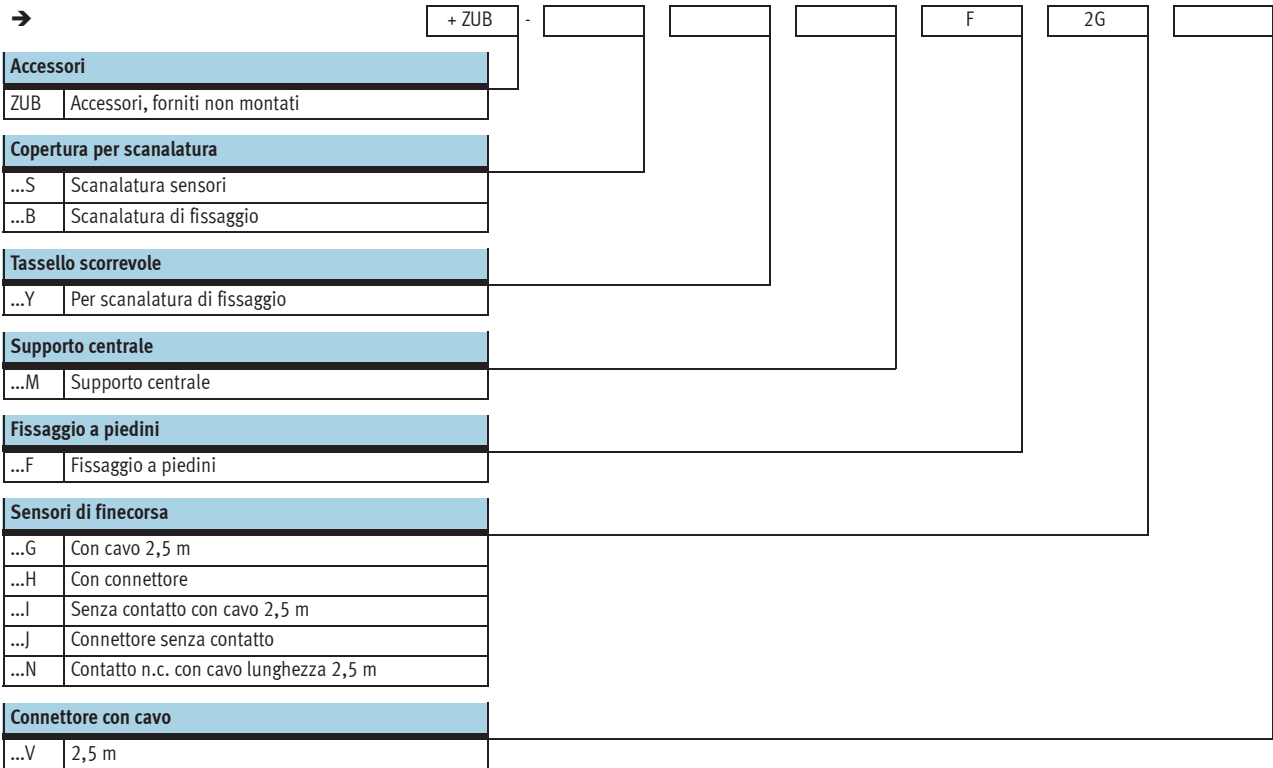 ➔ + ZUB - F 2G
Accessori
ZUB Accessori, forniti non montati
Copertura per scanalatura
...S Scanalatura sensori
...B Scanalatura di fissaggio
Tassello scorrevole
...Y Per scanalatura di fissaggio
Supporto centrale
...M Supporto centrale
Fissaggio a piedini
...F Fissaggio a piedini
Sensori di finecorsa
...G Con cavo 2,5 m
...H Con connettore
...I Senza contatto con cavo 2,5 m
...J Connettore senza contatto
...N Contatto n.c. con cavo lunghezza 2,5 m
Connettore con cavo
...V 2,5 m